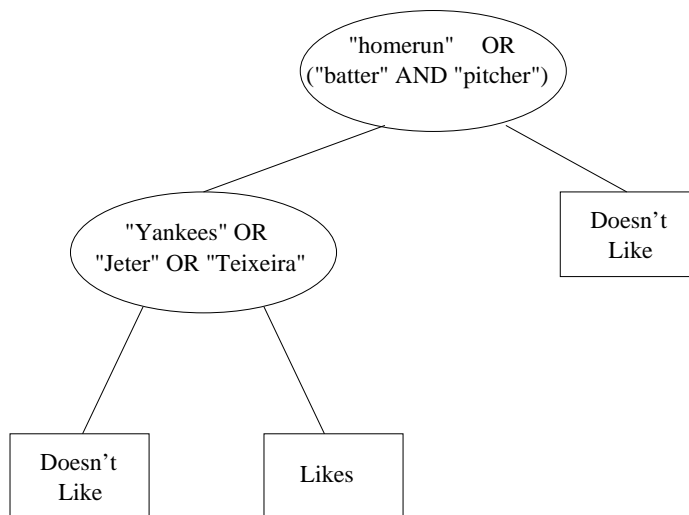 "homerun" OR
("batter" AND "pitcher")
"Yankees" OR
"Jeter" OR "Teixeira"
Doesn't
Like
Doesn't
Like
Likes